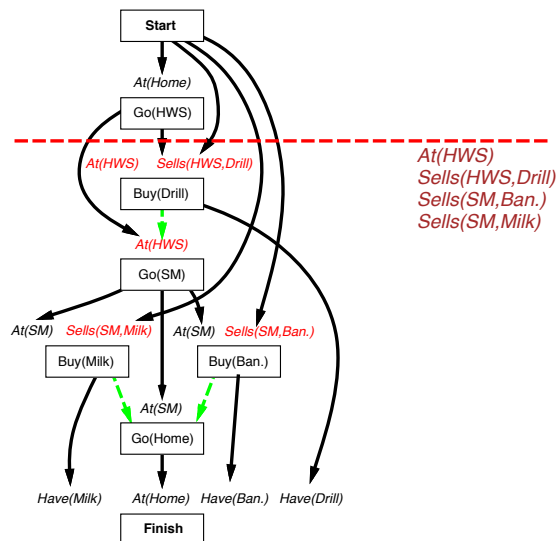 Start
At(Home)
Go(HWS)
At(HWS) Sells(HWS,Drill)
At(HWS)
Sells(HWS,Drill)
Sells(SM,Ban.)
Sells(SM,Milk)
Buy(Drill)
At(HWS)
Go(SM)
At(SM) Sells(SM,Milk) At(SM) Sells(SM,Ban.)
Buy(Milk) Buy(Ban.)
At(SM)
Go(Home)
Have(Milk) At(Home) Have(Ban.) Have(Drill)
Finish